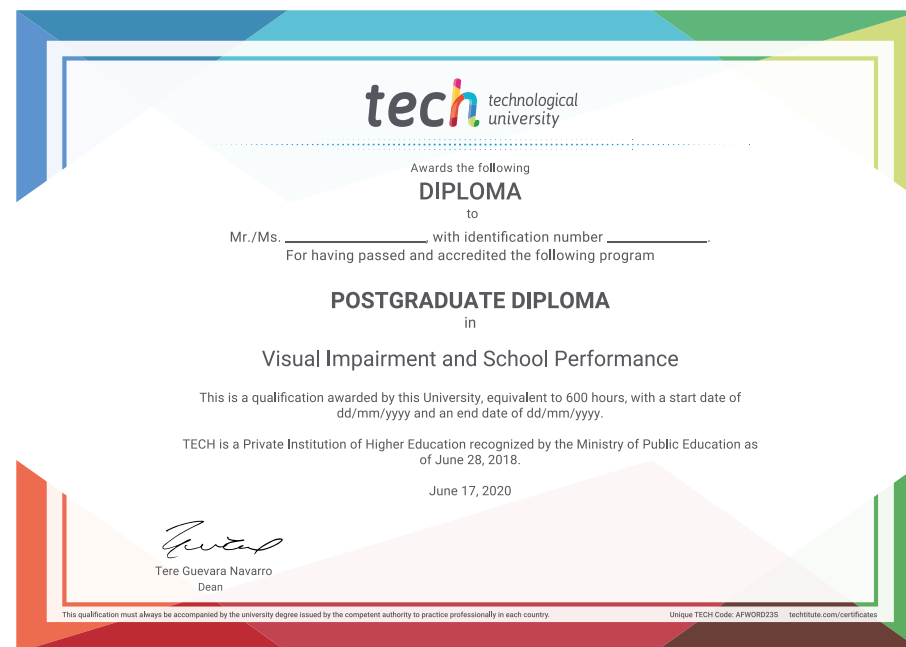 tech technological
university
Awards the following
DIPLOMA
to
Mr./Ms. ____________, with identification number ____________.
For having passed and accredited the following program
POSTGRADUATE DIPLOMA
in
Visual Impairment and School Performance
This is a qualification awarded by this University, equivalent to 600 hours, with a start date of
dd/mm/yyyy and an end date of dd/mm/yyyy.
TECH is a Private Institution of Higher Education recognized by the Ministry of Public Education as
of June 28, 2018.
June 17, 2020
Tere Guevara Navarro
Dean
This qualification must always be accompanied by the university degree issued by the competent authority to practice professionally in each country. Unique TECH Code: AFWORD23S techtitute.com/certificates